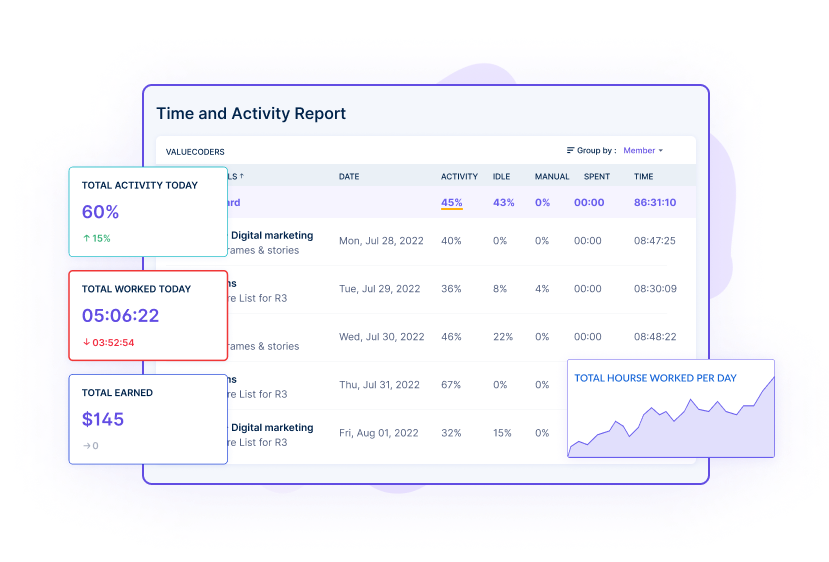 Time and Activity Report
VALUECODERS
Group by : Member
TOTAL ACTIVITY TODAY
60%
↑ 15%
TOTAL WORKED TODAY
05:06:22
↓ 03:52:54
TOTAL EARNED
$145
→ 0
LS ↑ DATE ACTIVITY IDLE MANUAL SPENT TIME
ard 45% 43% 0% 00:00 86:31:10
Digital marketing
rames & stories
Mon, Jul 28, 2022 40% 0% 0% 00:00 08:47:25
ns
re List for R3
Tue, Jul 29, 2022 36% 8% 4% 00:00 08:30:09
rames & stories
Wed, Jul 30, 2022 46% 22% 0% 00:00 08:48:22
ns
re List for R3
Thu, Jul 31, 2022 67% 0% 0%
Digital marketing
re List for R3
Fri, Aug 01, 2022 32% 15% 0%
TOTAL HOURSE WORKED PER DAY